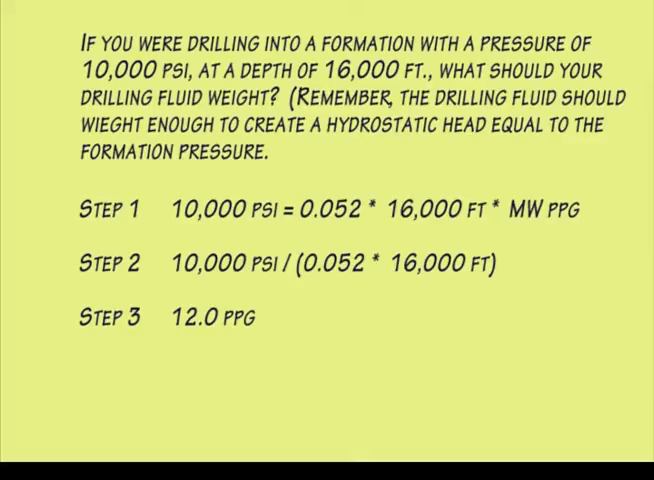 If you were drilling into a formation with a pressure of
10,000 psi, at a depth of 16,000 ft., what should your
drilling fluid weight? (Remember, the drilling fluid should
wieght enough to create a hydrostatic head equal to the
formation pressure.
Step 1 10,000 psi = 0.052 * 16,000 ft * MW ppg
Step 2 10,000 psi / (0.052 * 16,000 ft)
Step 3 12.0 ppg